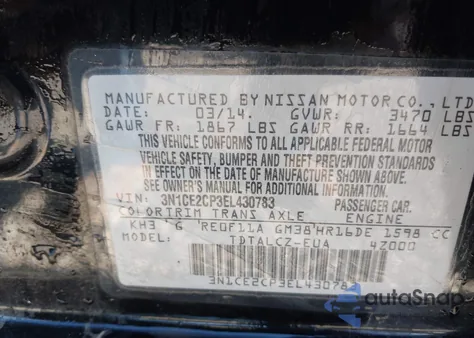 MANUFACTURED BY NISSAN MOTOR CO., LTD
DATE: 03/14. GVWR: 3470 LBS
GAWR FR: 1867 LBS GAWR RR: 1664 LBS
THIS VEHICLE CONFORMS TO ALL APPLICABLE FEDERAL MOTOR
VEHICLE SAFETY, BUMPER AND THEFT PREVENTION STANDARDS
IN EFFECT ON THE DATE OF MANUFACTURE SHOWN ABOVE.
SEE OWNER'S MANUAL FOR ADDITIONAL INFORMATION
VIN: 3N1CE2CP3EL430783 PASSENGER CAR.
COLOR TRIM TRANS AXLE ENGINE
KH3 G RE0F11A GM38 HR16DE 1598 CC
MODEL: TDTALCZ-EUA 42000
3N1CE2CP3EL43078
autoSnap